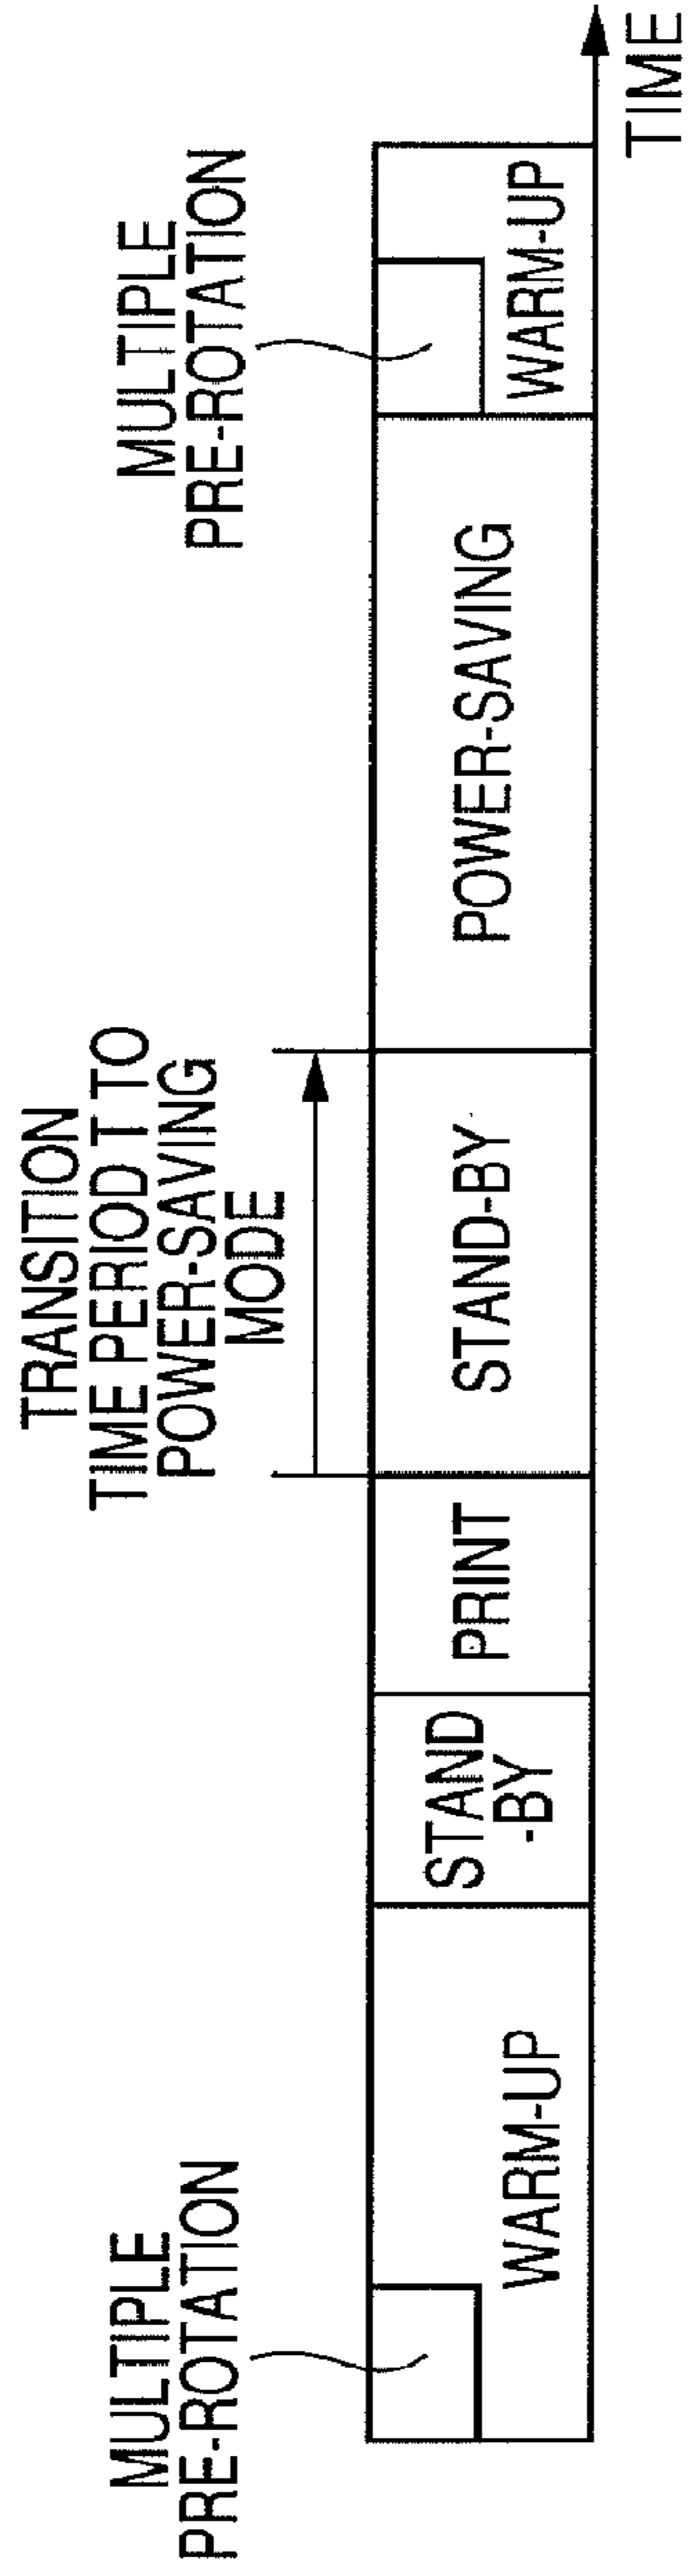 MULTIPLE
PRE-ROTATION
TRANSITION
TIME PERIOD T TO
POWER-SAVING
MODE
MULTIPLE
PRE-ROTATION
WARM-UP
STAND
-BY
PRINT
STAND-BY
POWER-SAVING
WARM-UP
TIME